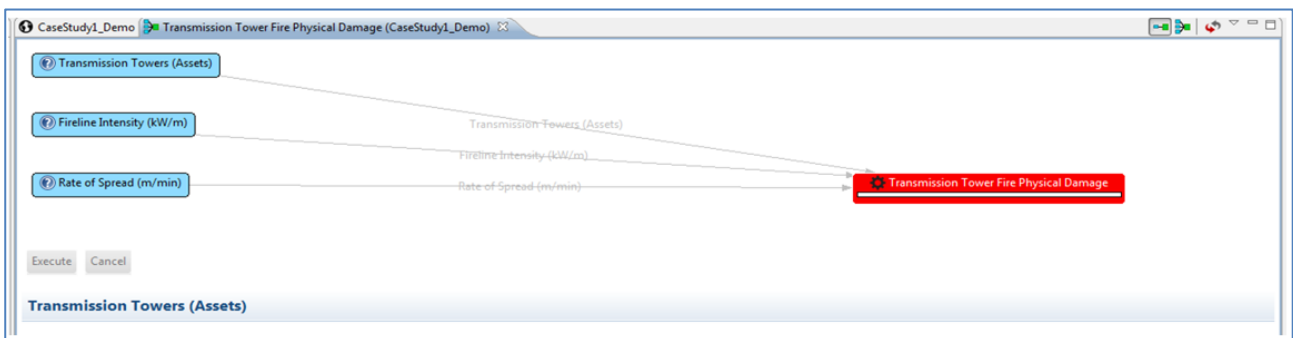 CaseStudy1_Demo Transmission Tower Fire Physical Damage (CaseStudy1_Demo)
Transmission Towers (Assets)
Fireline Intensity (kW/m)
Transmission Towers (Assets)
Fireline Intensity (kW/m)
Rate of Spread (m/min)
Rate of Spread (m/min)
Transmission Tower Fire Physical Damage
Execute Cancel
Transmission Towers (Assets)